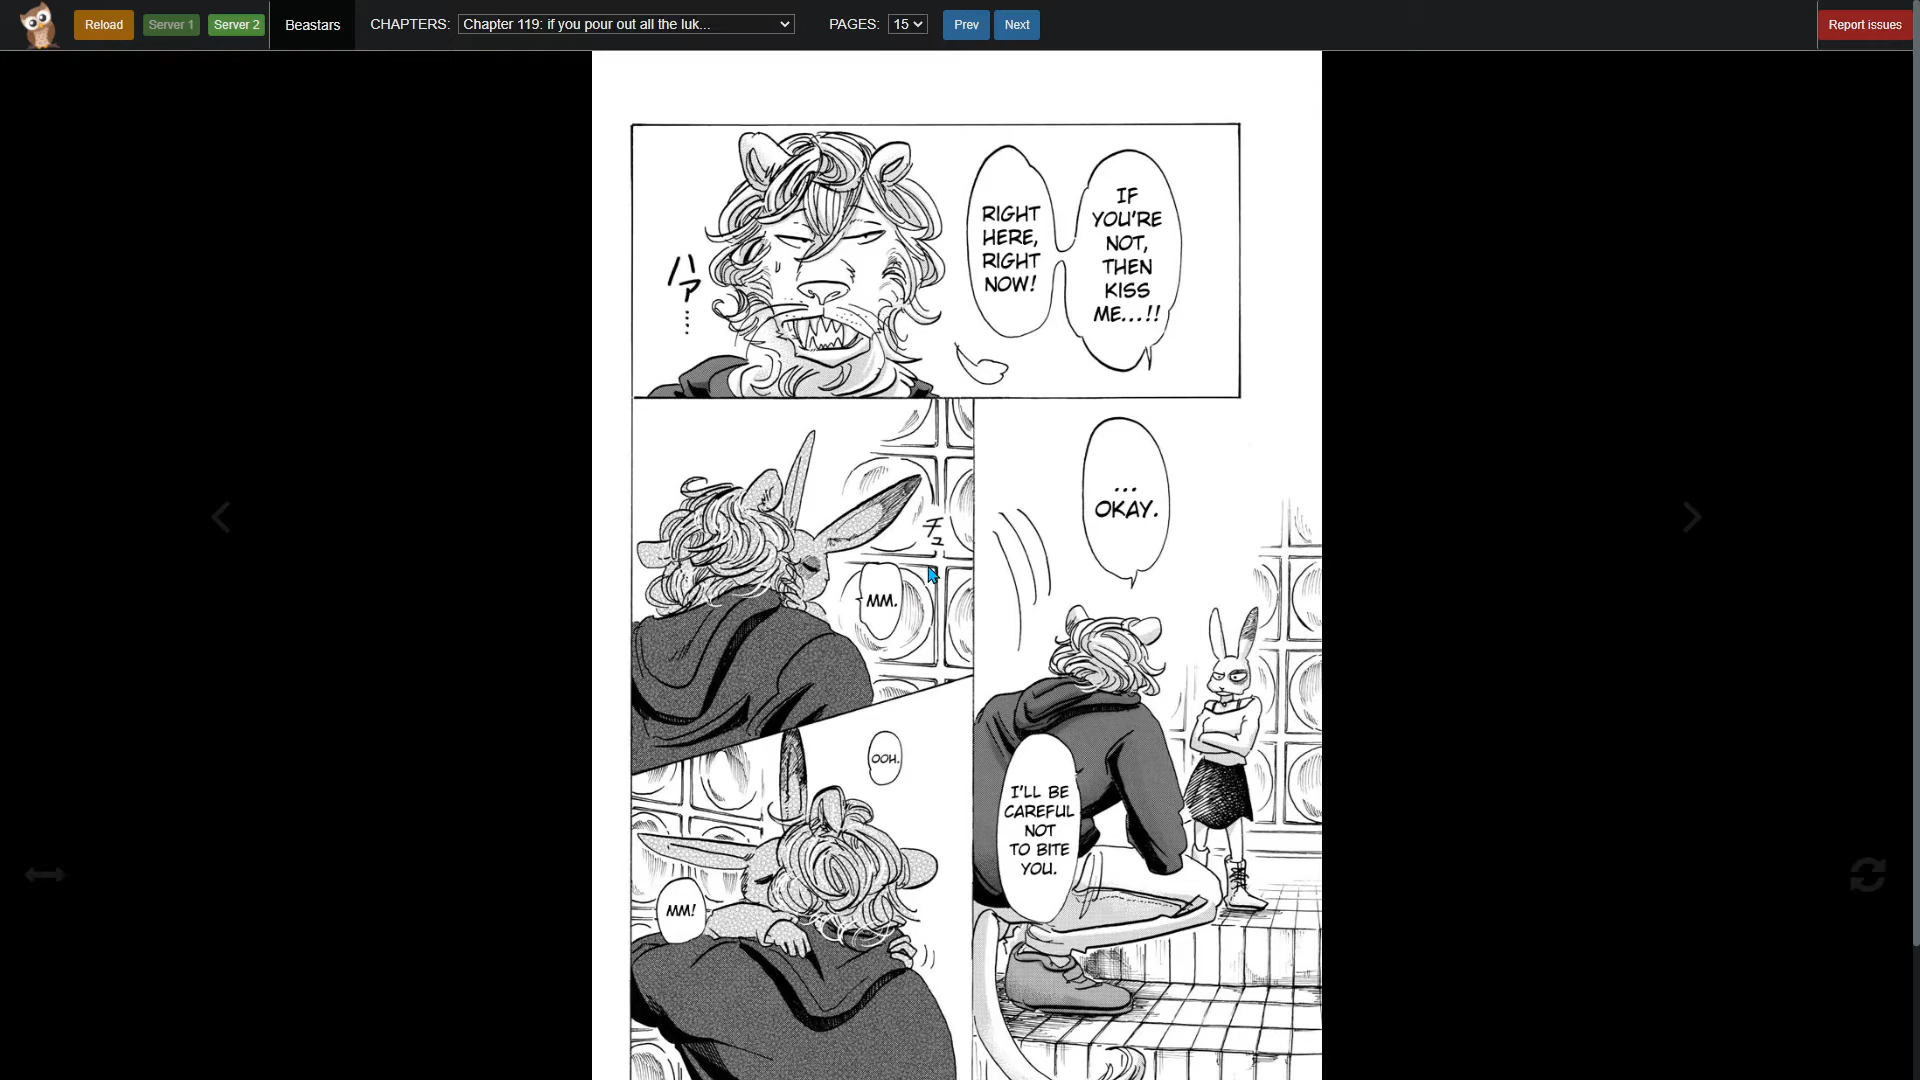 Reload
Server 1
Server 2
Beastars
CHAPTERS:
Chapter 119: if you pour out all the luk...
PAGES:
15
Prev
Next
Report issues
IF
YOU'RE
NOT,
THEN
KISS
ME...!!
RIGHT
HERE,
RIGHT
NOW!
ハァ……
...
OKAY.
I'LL BE
CAREFUL
NOT
TO BITE
YOU.
チュ
MM.
OOH.
MM!